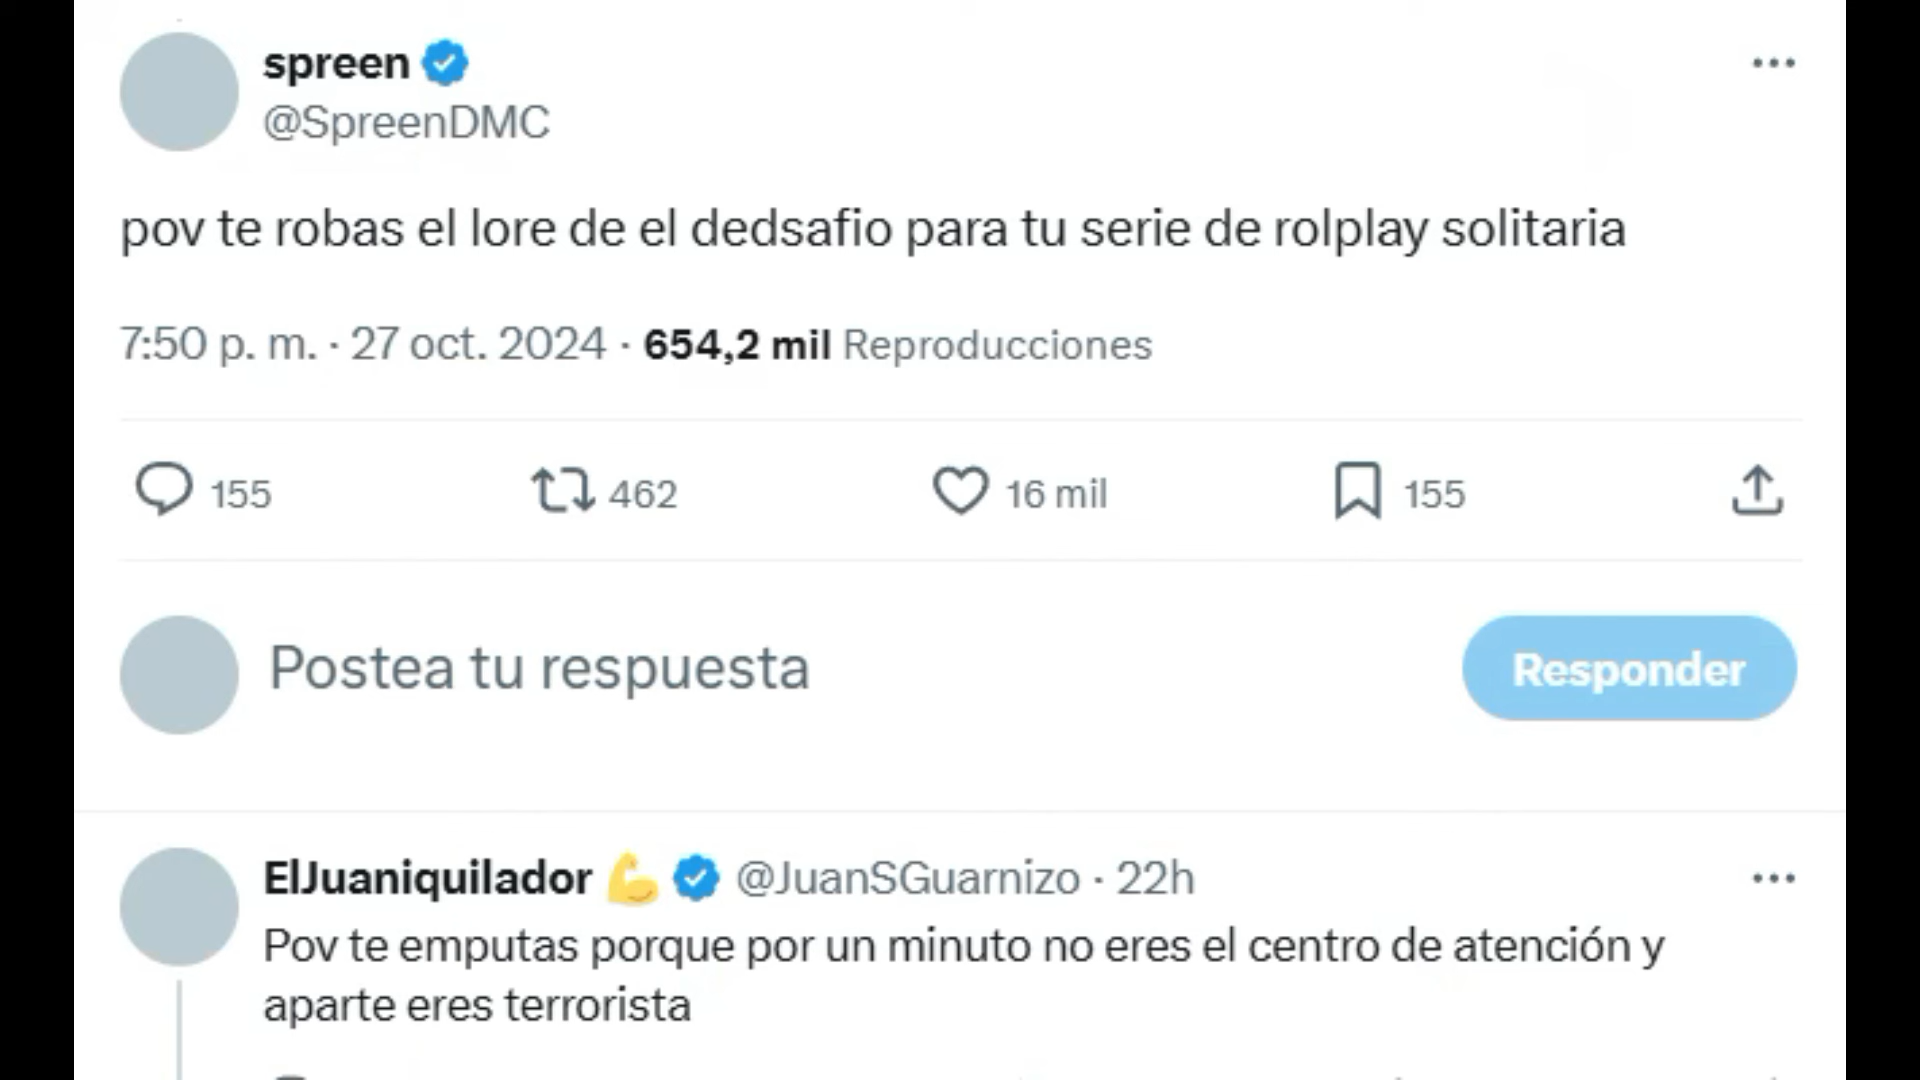 spreen
@SpreenDMC
pov te robas el lore de el dedsafio para tu serie de rolplay solitaria
7:50 p. m. · 27 oct. 2024 · 654,2 mil Reproducciones
155 462 16 mil 155
Postea tu respuesta Responder
ElJuaniquilador 💪 @JuanSGuarnizo · 22h
Pov te emputas porque por un minuto no eres el centro de atención y
aparte eres terrorista